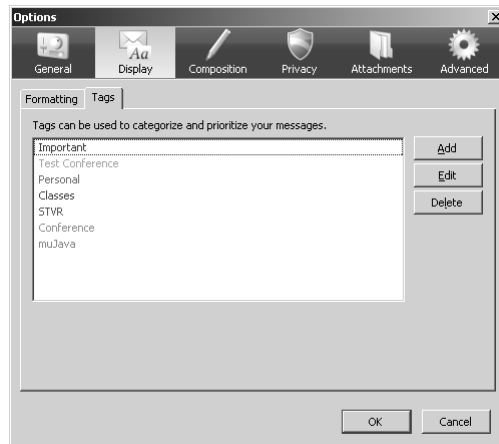 Options
General Display Composition Privacy Attachments Advanced
Formatting Tags
Tags can be used to categorize and prioritize your messages.
Important
Test Conference
Personal
Classes
STVR
Conference
muJava
Add
Edit
Delete
OK Cancel